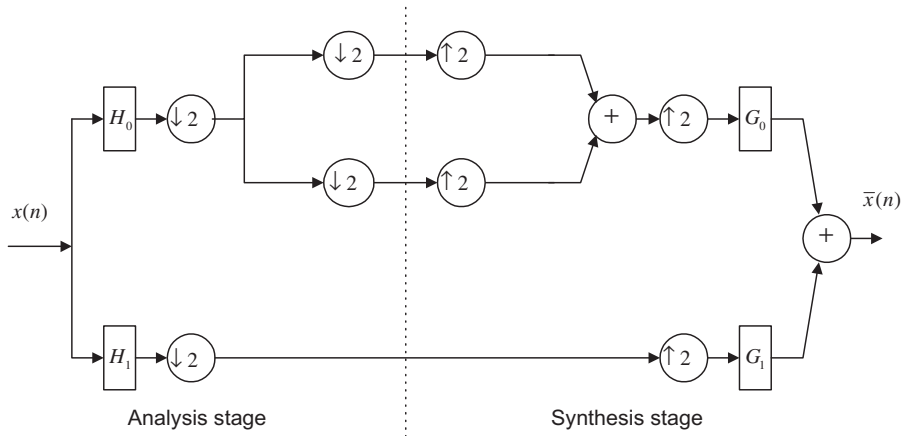 ↓2 ↑2
H₀ ↓2 + ↑2 G₀
↓2 ↑2
x(n) x̅(n)
+
H₁ ↓2 ↑2 G₁
Analysis stage Synthesis stage